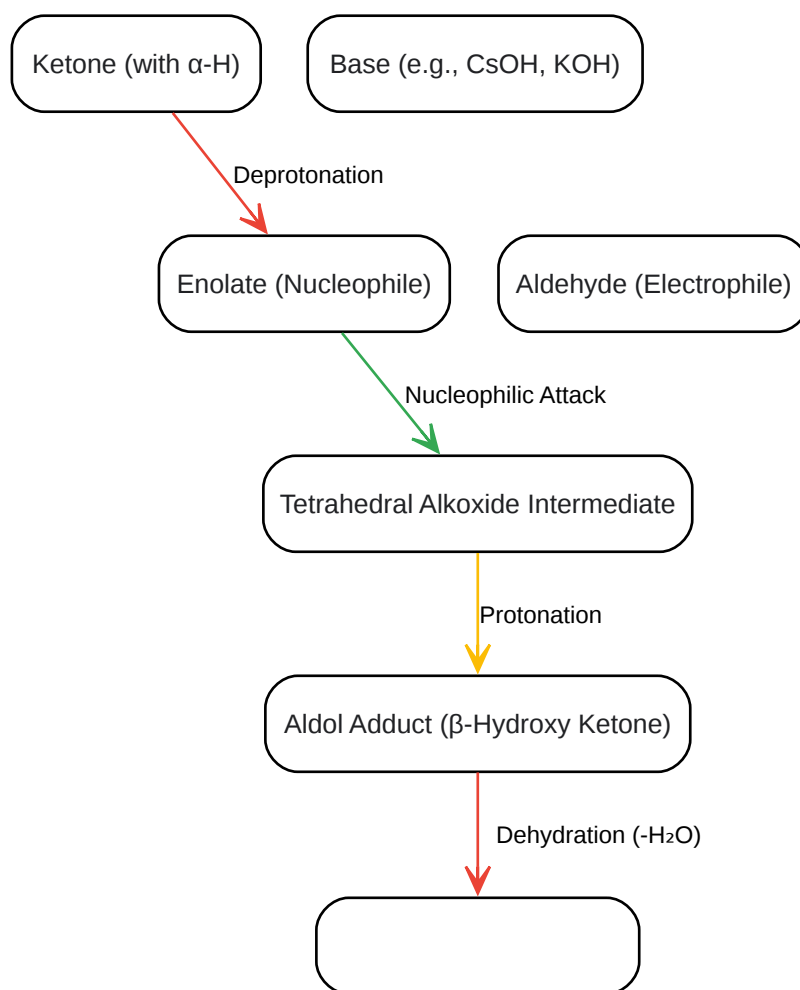 Ketone (with α-H)
Base (e.g., CsOH, KOH)
Deprotonation
Enolate (Nucleophile)
Aldehyde (Electrophile)
Nucleophilic Attack
Tetrahedral Alkoxide Intermediate
Protonation
Aldol Adduct (β-Hydroxy Ketone)
Dehydration (-H₂O)